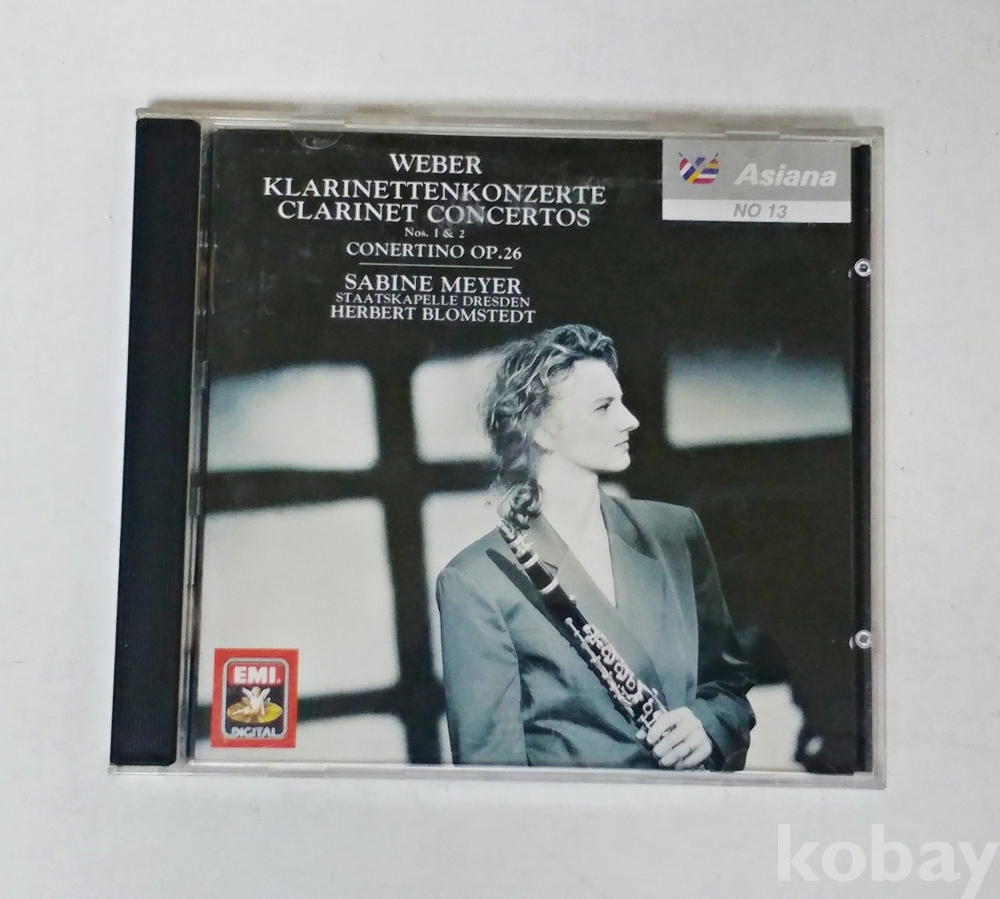 WEBER
KLARINETTENKONZERTE
CLARINET CONCERTOS
Nos. 1 & 2
CONERTINO OP.26
SABINE MEYER
STAATSKAPELLE DRESDEN
HERBERT BLOMSTEDT
Asiana
NO 13
EMI.
DIGITAL
kobay